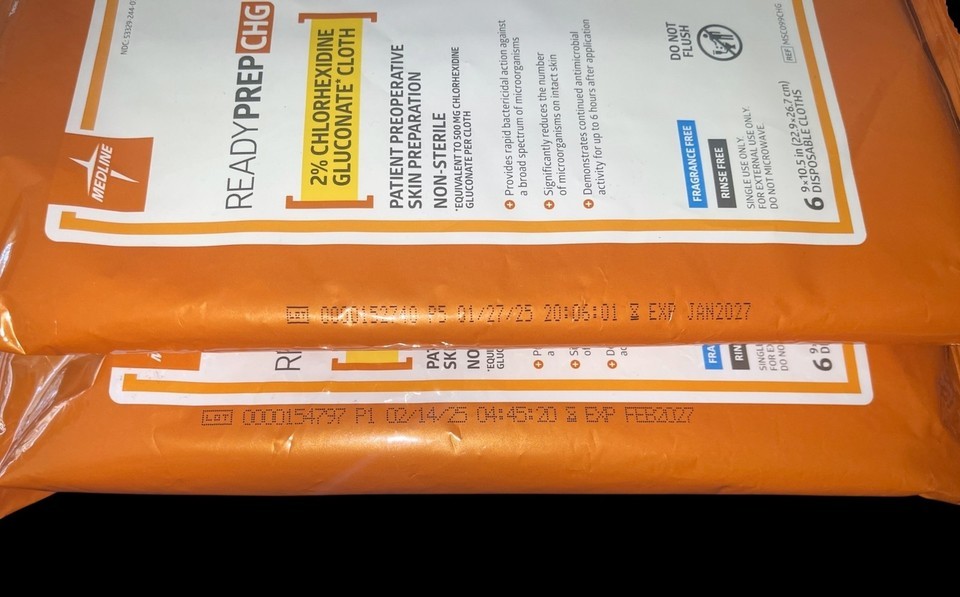 MEDLINE
READYPREP CHG
2% CHLORHEXIDINE
GLUCONATE* CLOTH
PATIENT PREOPERATIVE
SKIN PREPARATION
NON-STERILE
*EQUIVALENT TO 500 MG CHLORHEXIDINE
GLUCONATE PER CLOTH
Provides rapid bactericidal action against
a broad spectrum of microorganisms
Significantly reduces the number
of microorganisms on intact skin
Demonstrates continued antimicrobial
activity for up to 6 hours after application
DO NOT
FLUSH
FRAGRANCE FREE
RINSE FREE
SINGLE USE ONLY.
FOR EXTERNAL USE ONLY.
DO NOT MICROWAVE.
REF MSC099CHG
6 9 x 10.5 in (22.9 x 26.7 cm)
DISPOSABLE CLOTHS
LOT 0000152740 P5 01/27/25 20:06:01 ⌛ EXP JAN2027
LOT 0000154797 P1 02/14/25 04:45:20 ⌛ EXP FEB2027